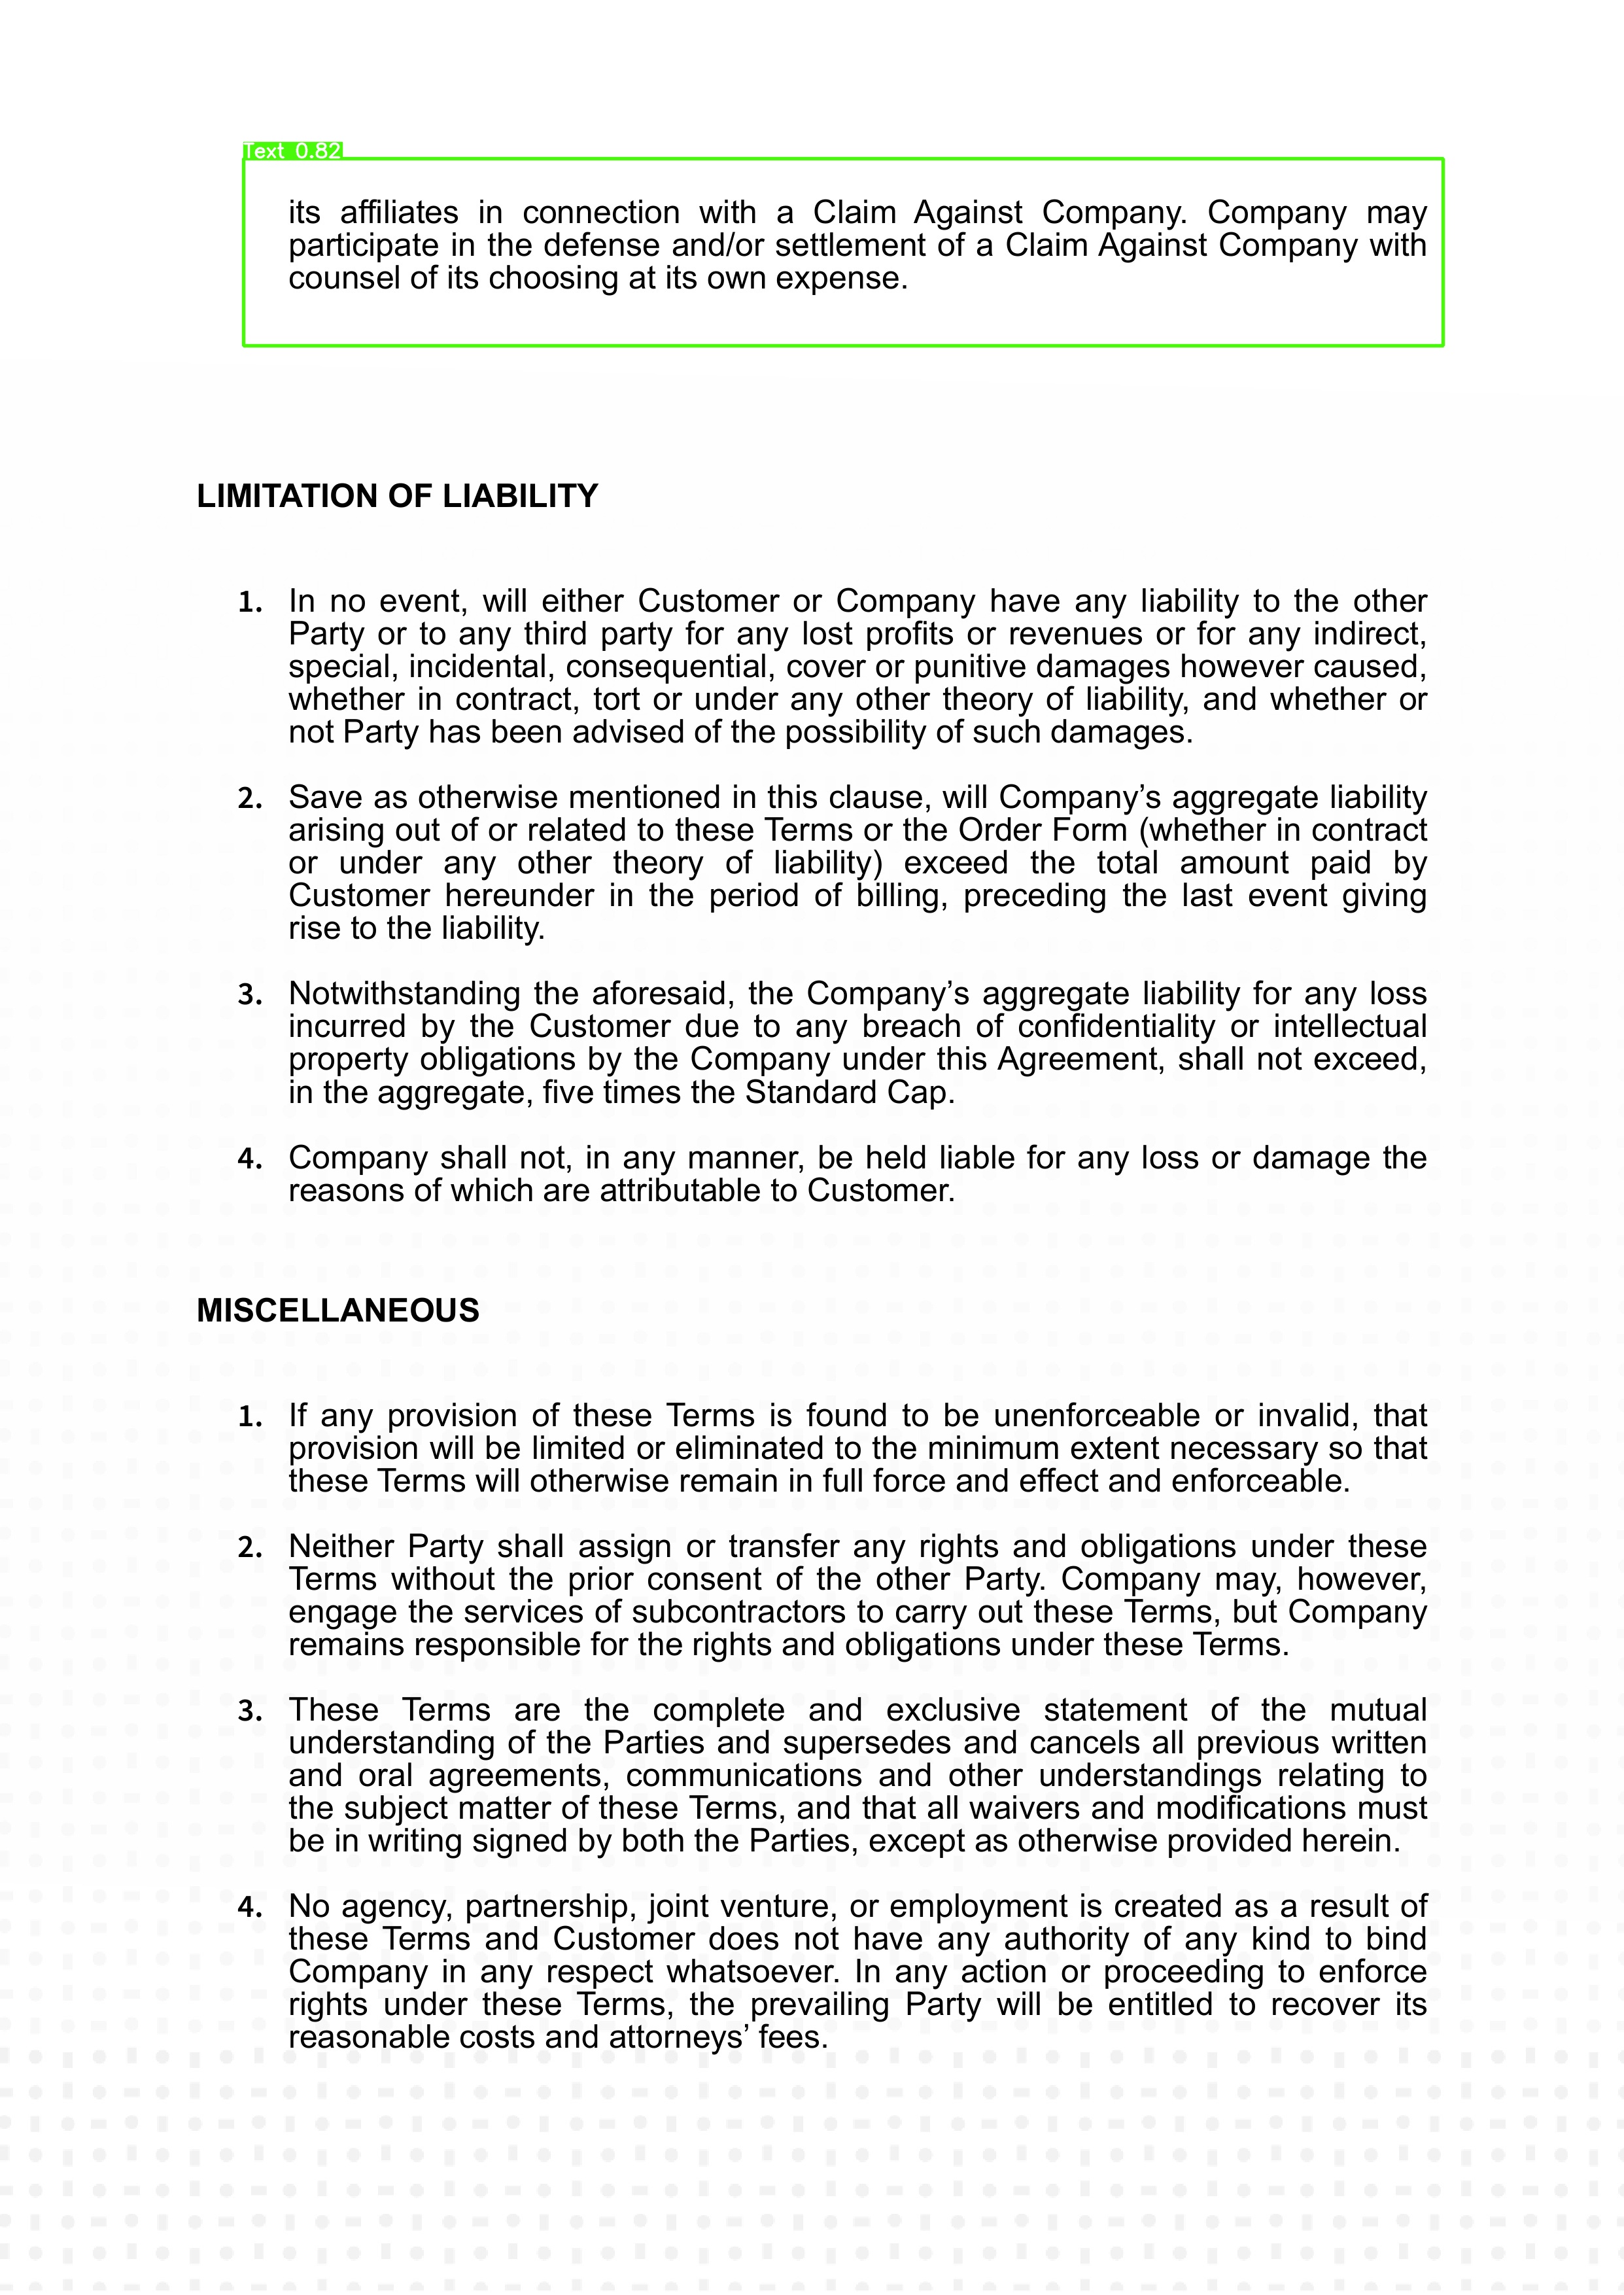 Text 0.82
its affiliates in connection with a Claim Against Company. Company may
participate in the defense and/or settlement of a Claim Against Company with
counsel of its choosing at its own expense.
LIMITATION OF LIABILITY
1. In no event, will either Customer or Company have any liability to the other
Party or to any third party for any lost profits or revenues or for any indirect,
special, incidental, consequential, cover or punitive damages however caused,
whether in contract, tort or under any other theory of liability, and whether or
not Party has been advised of the possibility of such damages.
2. Save as otherwise mentioned in this clause, will Company’s aggregate liability
arising out of or related to these Terms or the Order Form (whether in contract
or under any other theory of liability) exceed the total amount paid by
Customer hereunder in the period of billing, preceding the last event giving
rise to the liability.
3. Notwithstanding the aforesaid, the Company’s aggregate liability for any loss
incurred by the Customer due to any breach of confidentiality or intellectual
property obligations by the Company under this Agreement, shall not exceed,
in the aggregate, five times the Standard Cap.
4. Company shall not, in any manner, be held liable for any loss or damage the
reasons of which are attributable to Customer.
MISCELLANEOUS
1. If any provision of these Terms is found to be unenforceable or invalid, that
provision will be limited or eliminated to the minimum extent necessary so that
these Terms will otherwise remain in full force and effect and enforceable.
2. Neither Party shall assign or transfer any rights and obligations under these
Terms without the prior consent of the other Party. Company may, however,
engage the services of subcontractors to carry out these Terms, but Company
remains responsible for the rights and obligations under these Terms.
3. These Terms are the complete and exclusive statement of the mutual
understanding of the Parties and supersedes and cancels all previous written
and oral agreements, communications and other understandings relating to
the subject matter of these Terms, and that all waivers and modifications must
be in writing signed by both the Parties, except as otherwise provided herein.
4. No agency, partnership, joint venture, or employment is created as a result of
these Terms and Customer does not have any authority of any kind to bind
Company in any respect whatsoever. In any action or proceeding to enforce
rights under these Terms, the prevailing Party will be entitled to recover its
reasonable costs and attorneys’ fees.